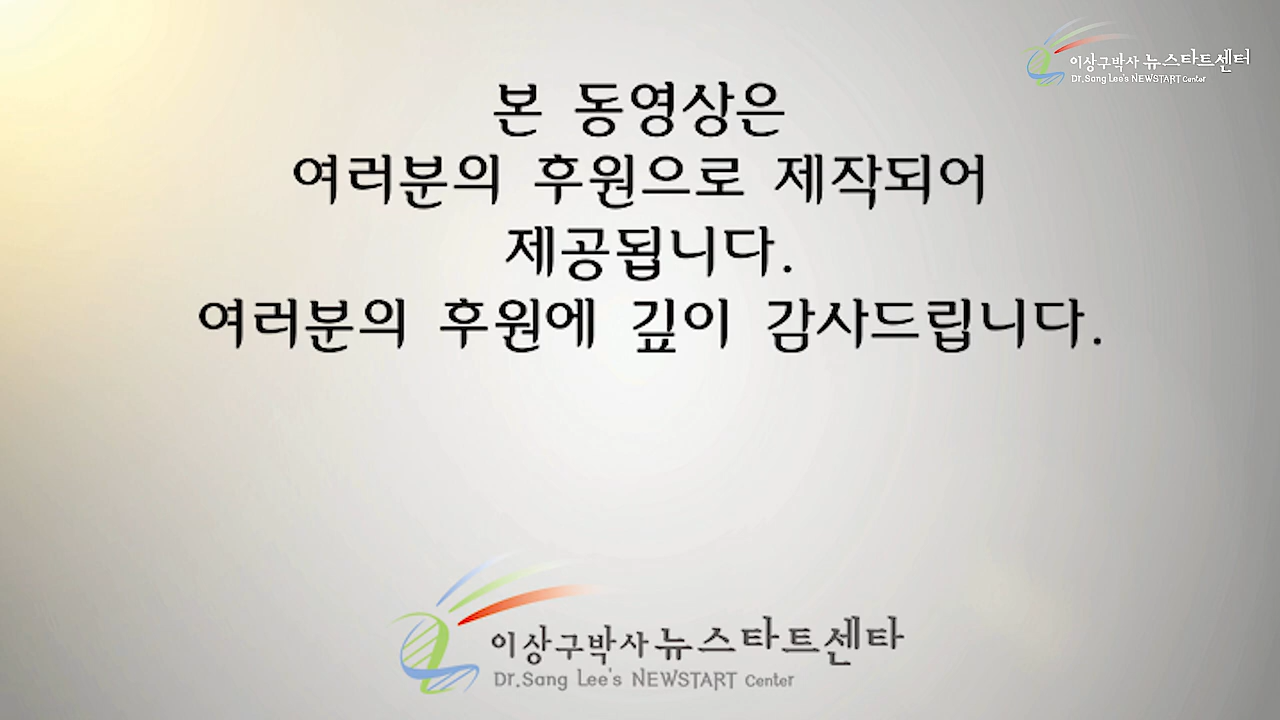 이상구박사 뉴스타트센터
Dr.Sang Lee's NEWSTART Center
본 동영상은
여러분의 후원으로 제작되어
제공됩니다.
여러분의 후원에 깊이 감사드립니다.
이상구박사 뉴스타트센타
Dr.Sang Lee's NEWSTART Center